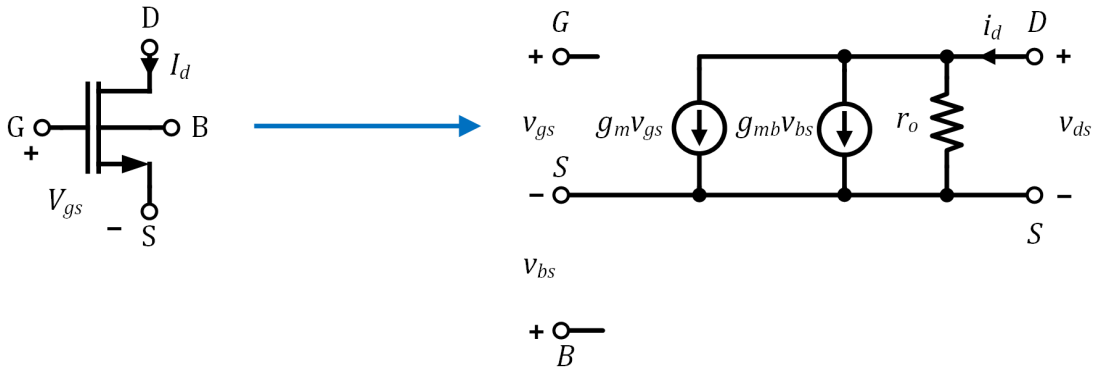 D
I_d
G
B
+
V_gs
−
S
G
i_d
D
+
+
v_gs
g_m v_gs
g_mb v_bs
r_o
v_ds
S
−
−
S
v_bs
+
B